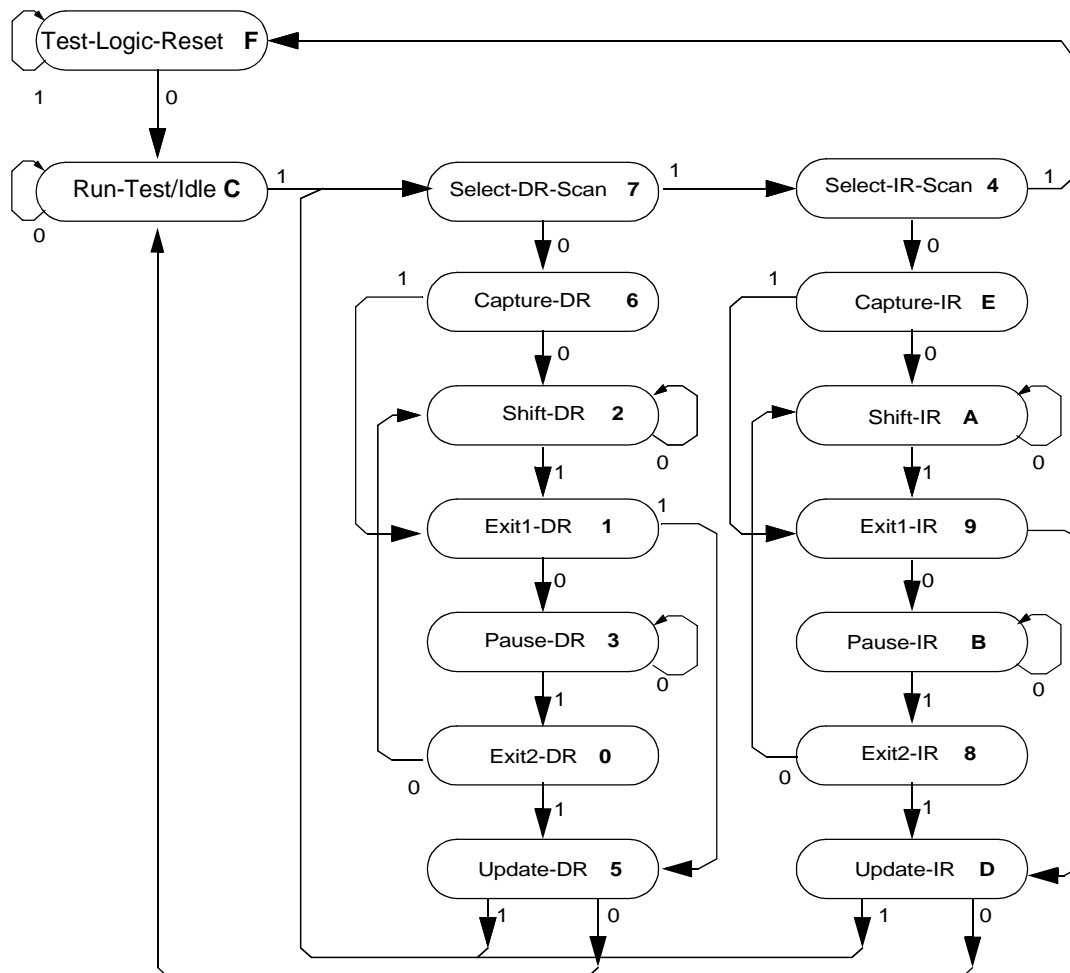 Test-Logic-Reset F
1
0
Run-Test/Idle C
1
Select-DR-Scan 7
1
Select-IR-Scan 4
1
0
0
0
1
Capture-DR 6
1
Capture-IR E
0
0
Shift-DR 2
Shift-IR A
0
0
1
1
Exit1-DR 1
1
Exit1-IR 9
0
0
Pause-DR 3
Pause-IR B
0
0
1
1
Exit2-DR 0
Exit2-IR 8
0
0
1
1
Update-DR 5
Update-IR D
1
0
1
0